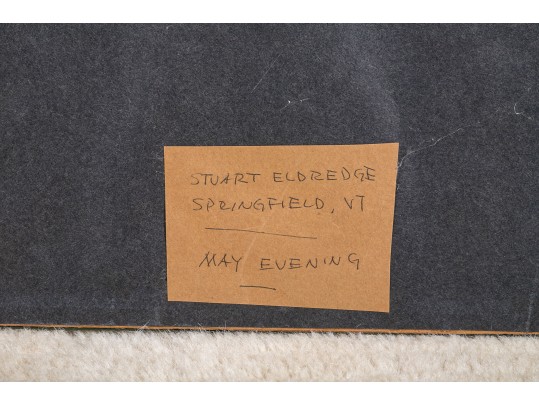 STUART ELDREDGE
SPRINGFIELD, VT
MAY EVENING